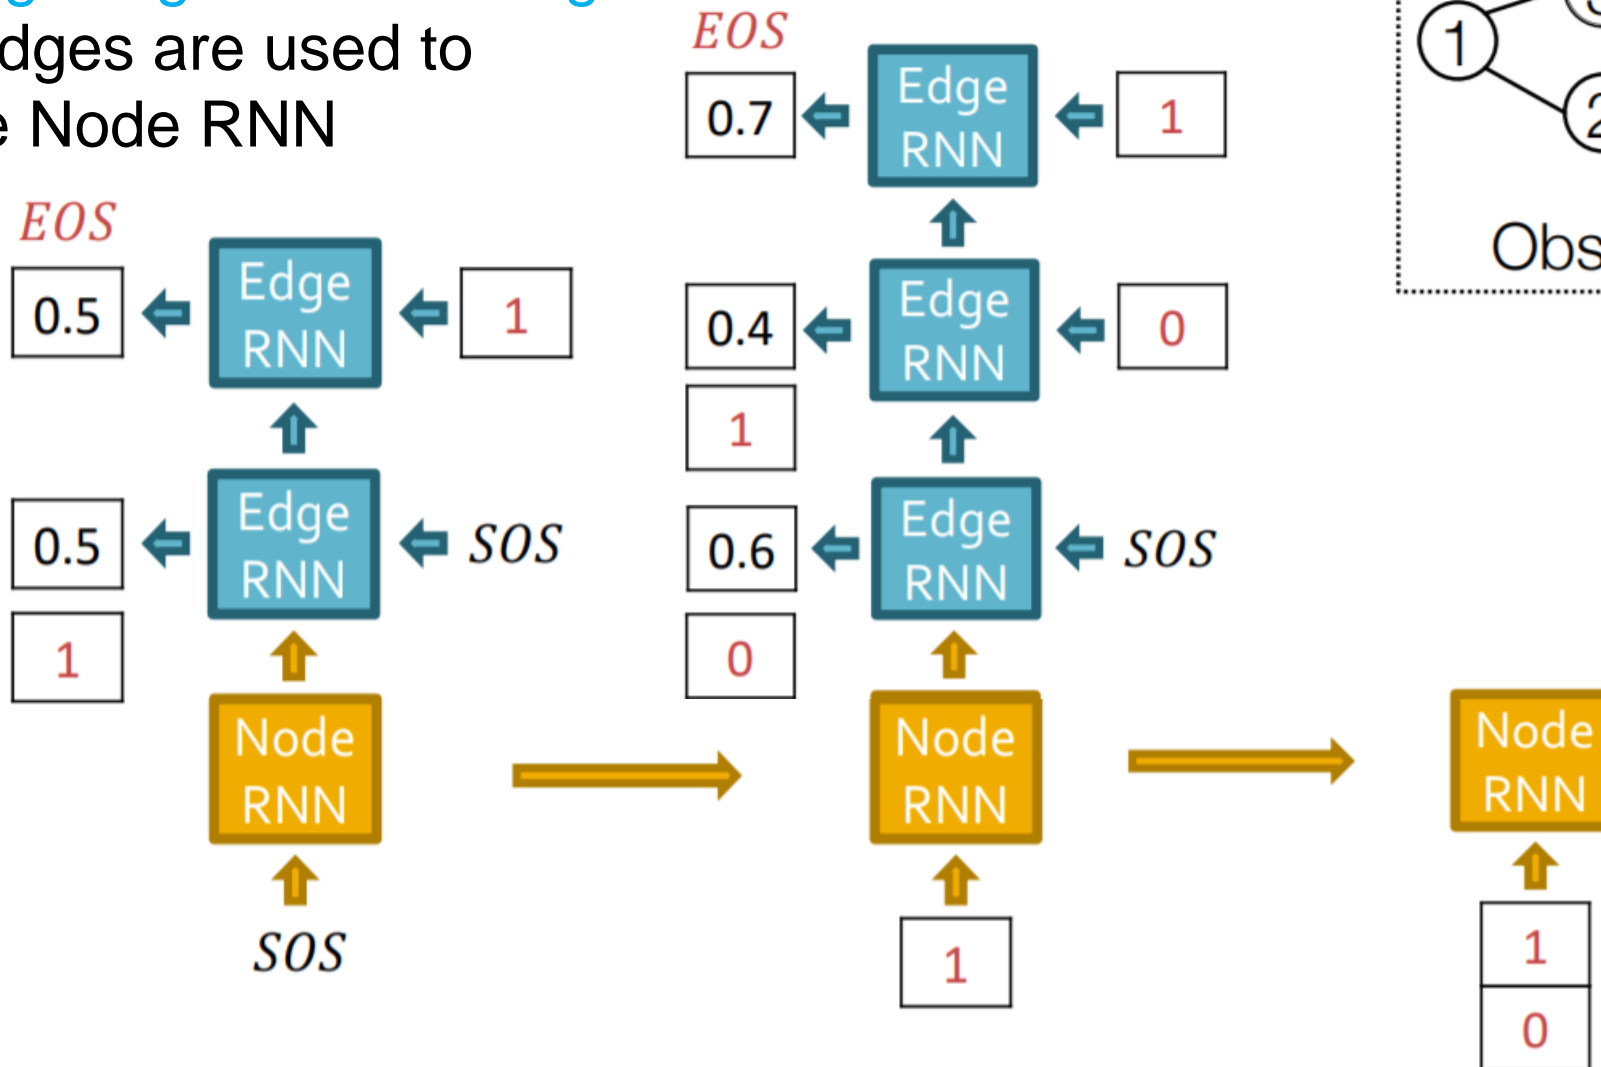 dges are used to
Node RNN
EOS
0.5
Edge
RNN
1
0.5
Edge
RNN
SOS
1
Node
RNN
SOS
EOS
0.7
Edge
RNN
1
0.4
Edge
RNN
0
1
0.6
Edge
RNN
SOS
0
Node
RNN
1
1
2
Obs
Node
RNN
1
0